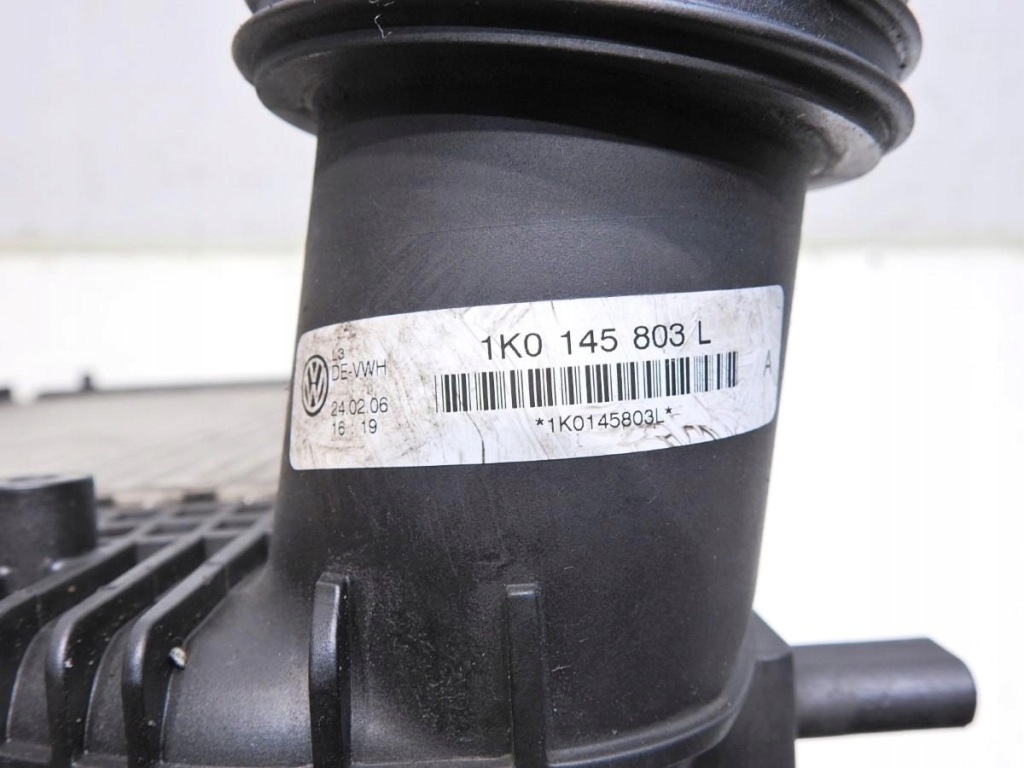 1K0 145 803 L
L3
DE-VWH
A
24.02.06
*1K0145803L*
16 19